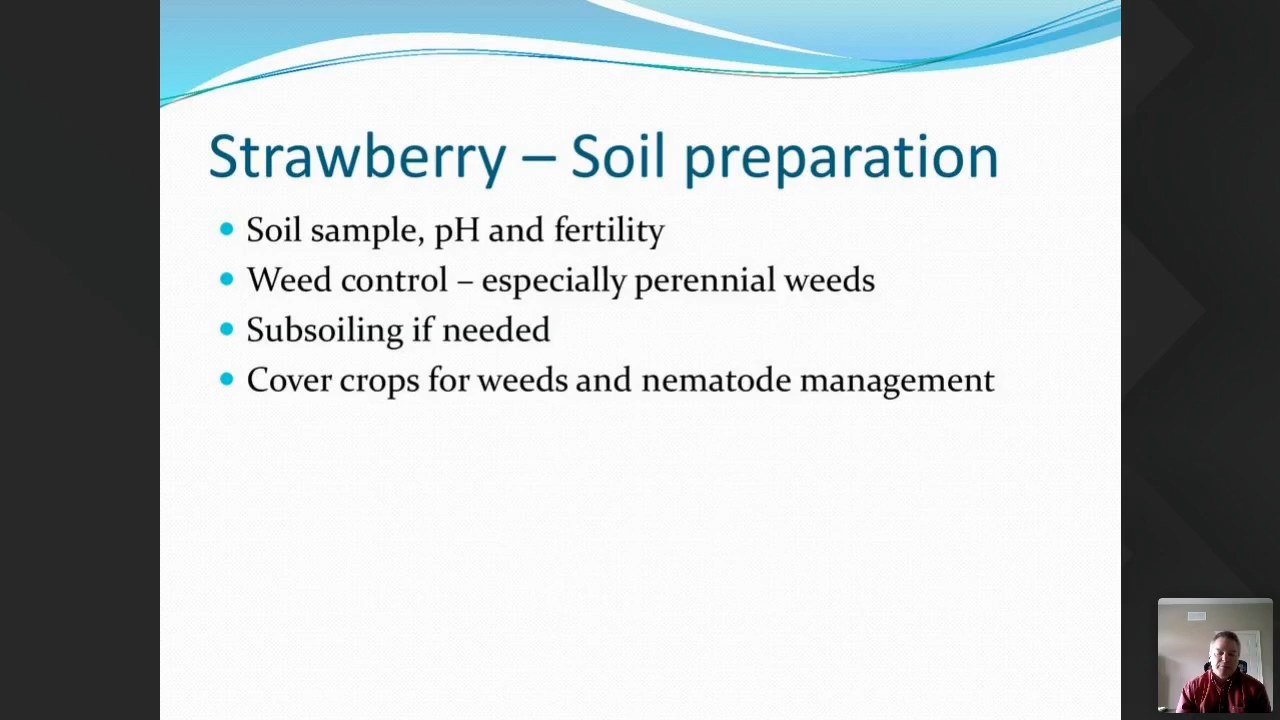 Strawberry – Soil preparation
Soil sample, pH and fertility
Weed control – especially perennial weeds
Subsoiling if needed
Cover crops for weeds and nematode management